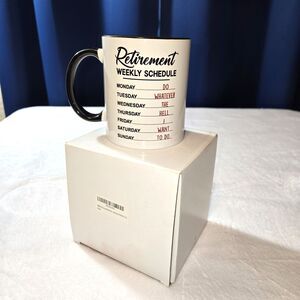 Retirement
WEEKLY SCHEDULE
MONDAY DO...
TUESDAY WHATEVER
WEDNESDAY THE...
THURSDAY HELL...
FRIDAY I...
SATURDAY WANT...
SUNDAY TO DO...